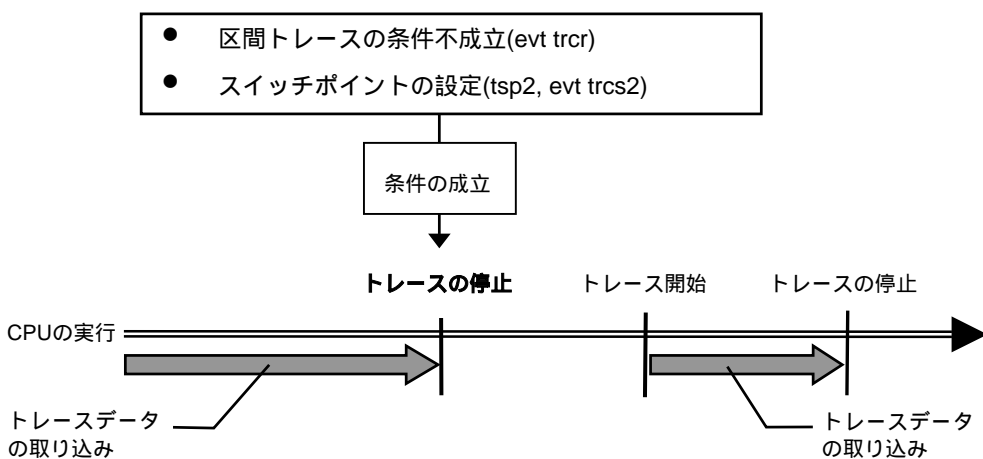 ● 区間トレースの条件不成立(evt trcr)
● スイッチポイントの設定(tsp2, evt trcs2)
条件の成立
トレースの停止
トレース開始
トレースの停止
CPUの実行
トレースデータ
の取り込み
トレースデータ
の取り込み